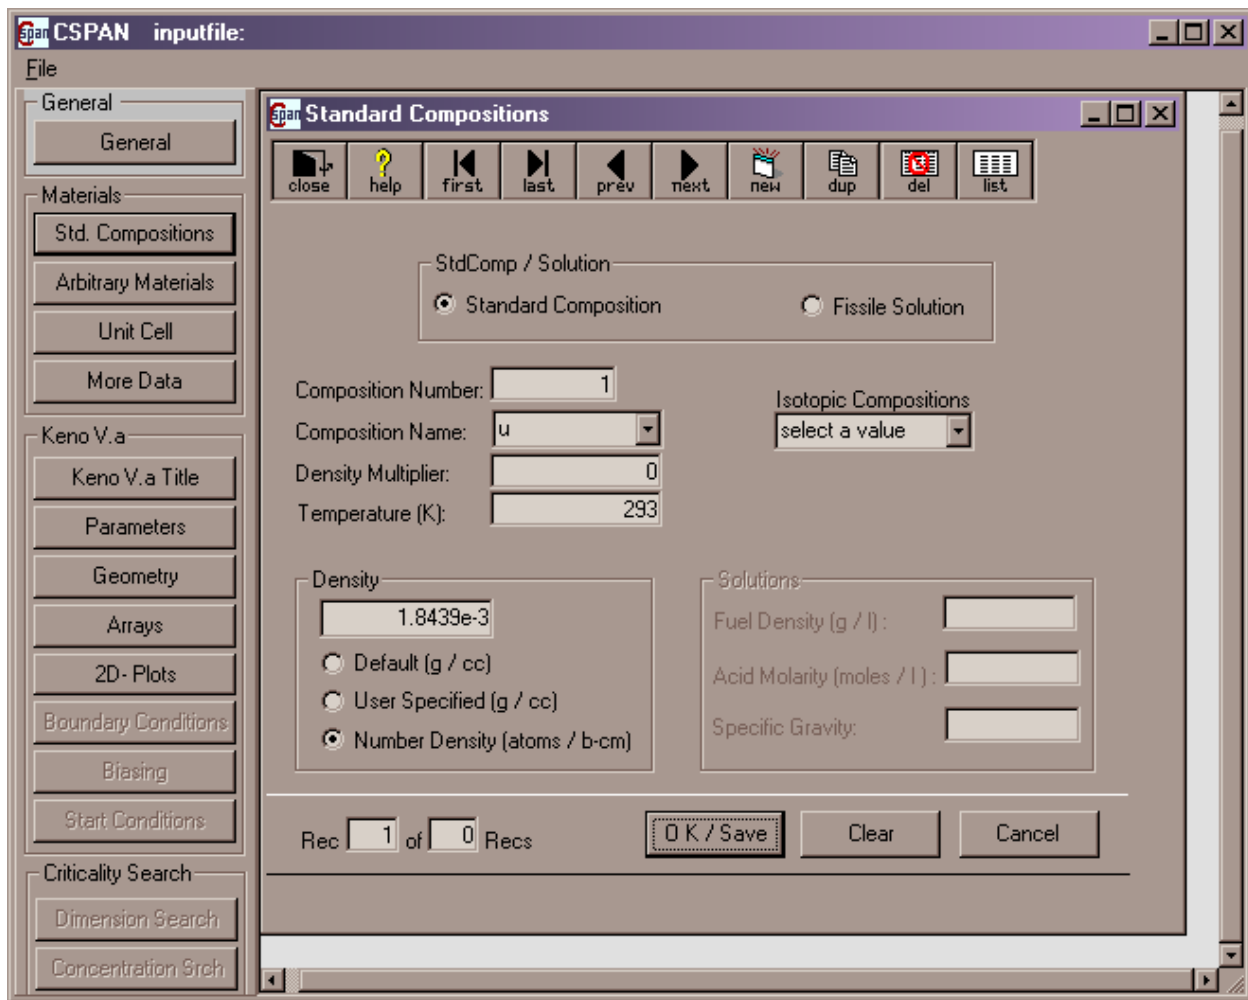 Cspan CSPAN inputfile:
File
General
General
Materials
Std. Compositions
Arbitrary Materials
Unit Cell
More Data
Keno V.a
Keno V.a Title
Parameters
Geometry
Arrays
2D- Plots
Boundary Conditions
Biasing
Start Conditions
Criticality Search
Dimension Search
Concentration Srch
Cspan Standard Compositions
close help first last prev next new dup del list
StdComp / Solution
Standard Composition Fissile Solution
Composition Number: 1
Composition Name: u
Density Multiplier: 0
Temperature (K): 293
Isotopic Compositions
select a value
Density
1.8439e-3
Default (g / cc)
User Specified (g / cc)
Number Density (atoms / b-cm)
Solutions
Fuel Density (g / l) :
Acid Molarity (moles / l ) :
Specific Gravity:
Rec 1 of 0 Recs
O K / Save Clear Cancel